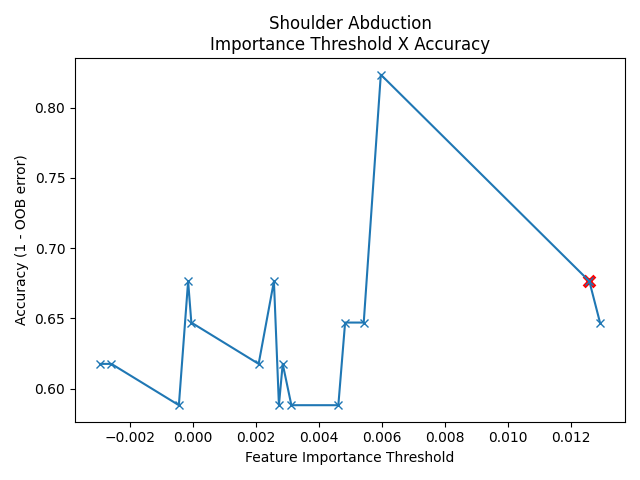 Shoulder Abduction
Importance Threshold X Accuracy
Accuracy (1 - OOB error)
0.80
0.75
0.70
0.65
0.60
−0.002 0.000 0.002 0.004 0.006 0.008 0.010 0.012
Feature Importance Threshold